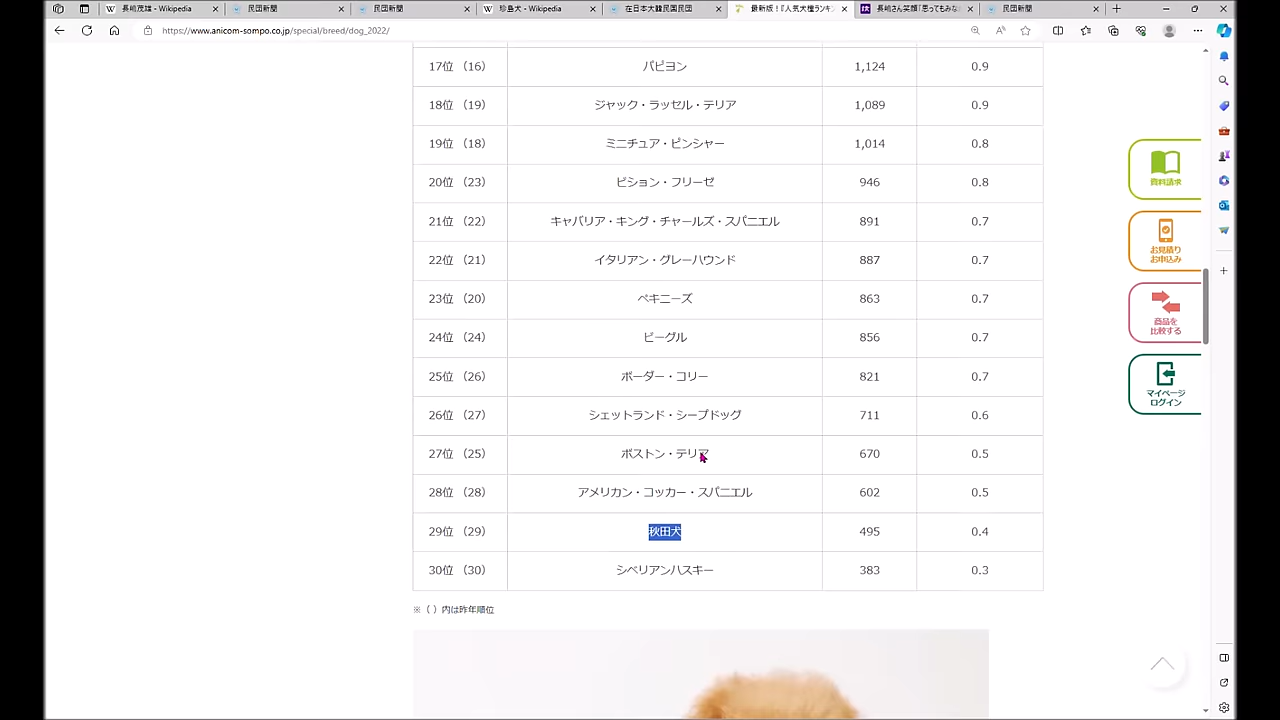 長嶋茂雄 - Wikipedia
民団新聞
民団新聞
珍島犬 - Wikipedia
在日本大韓民国民団
最新版！『人気犬種ランキン
長嶋さん笑顔「思ってもみな
民団新聞
https://www.anicom-sompo.co.jp/special/breed/dog_2022/
17位 （16） パピヨン 1,124 0.9
18位 （19） ジャック・ラッセル・テリア 1,089 0.9
19位 （18） ミニチュア・ピンシャー 1,014 0.8
20位 （23） ビション・フリーゼ 946 0.8
21位 （22） キャバリア・キング・チャールズ・スパニエル 891 0.7
22位 （21） イタリアン・グレーハウンド 887 0.7
23位 （20） ペキニーズ 863 0.7
24位 （24） ビーグル 856 0.7
25位 （26） ボーダー・コリー 821 0.7
26位 （27） シェットランド・シープドッグ 711 0.6
27位 （25） ボストン・テリア 670 0.5
28位 （28） アメリカン・コッカー・スパニエル 602 0.5
29位 （29） 秋田犬 495 0.4
30位 （30） シベリアンハスキー 383 0.3
※（ ）内は昨年順位
資料請求
お見積り
お申込み
商品を
比較する
マイページ
ログイン